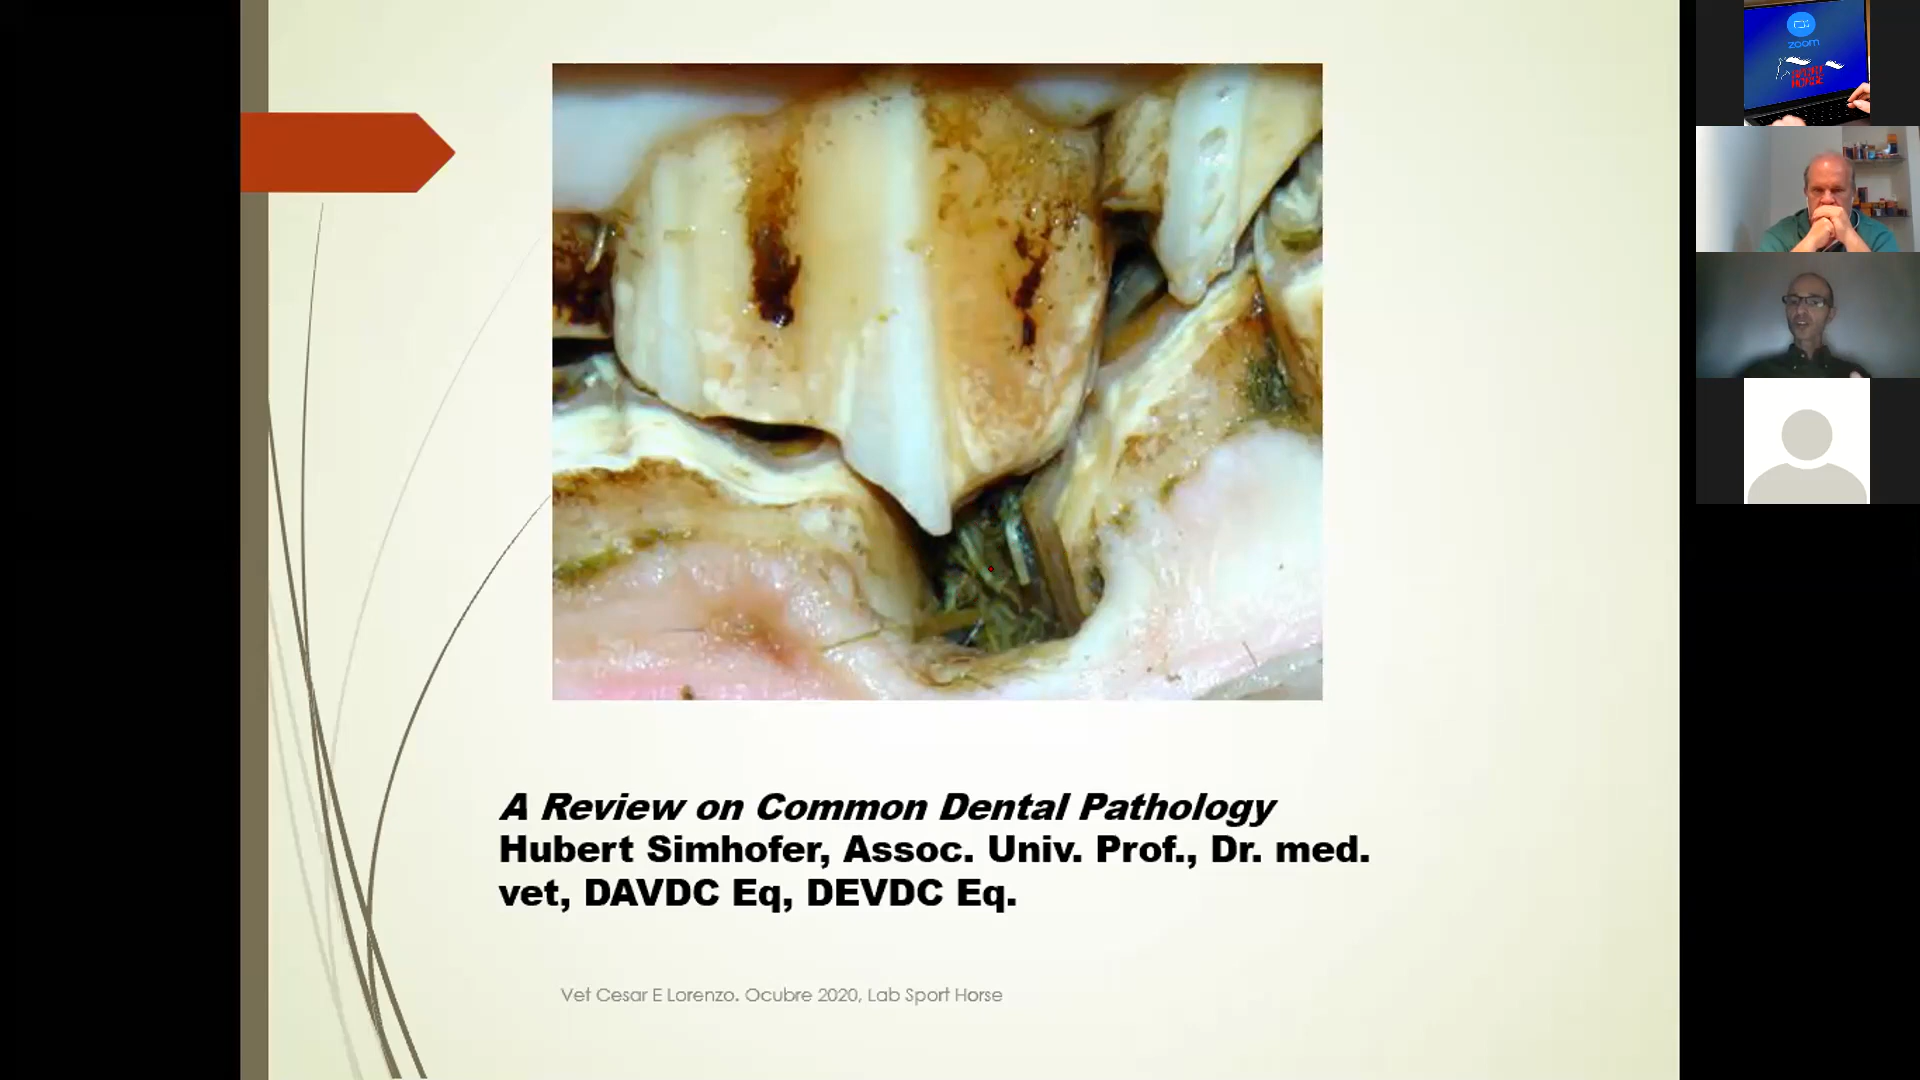 A Review on Common Dental Pathology
Hubert Simhofer, Assoc. Univ. Prof., Dr. med.
vet, DAVDC Eq, DEVDC Eq.
Vet Cesar E Lorenzo. Ocubre 2020, Lab Sport Horse
zoom